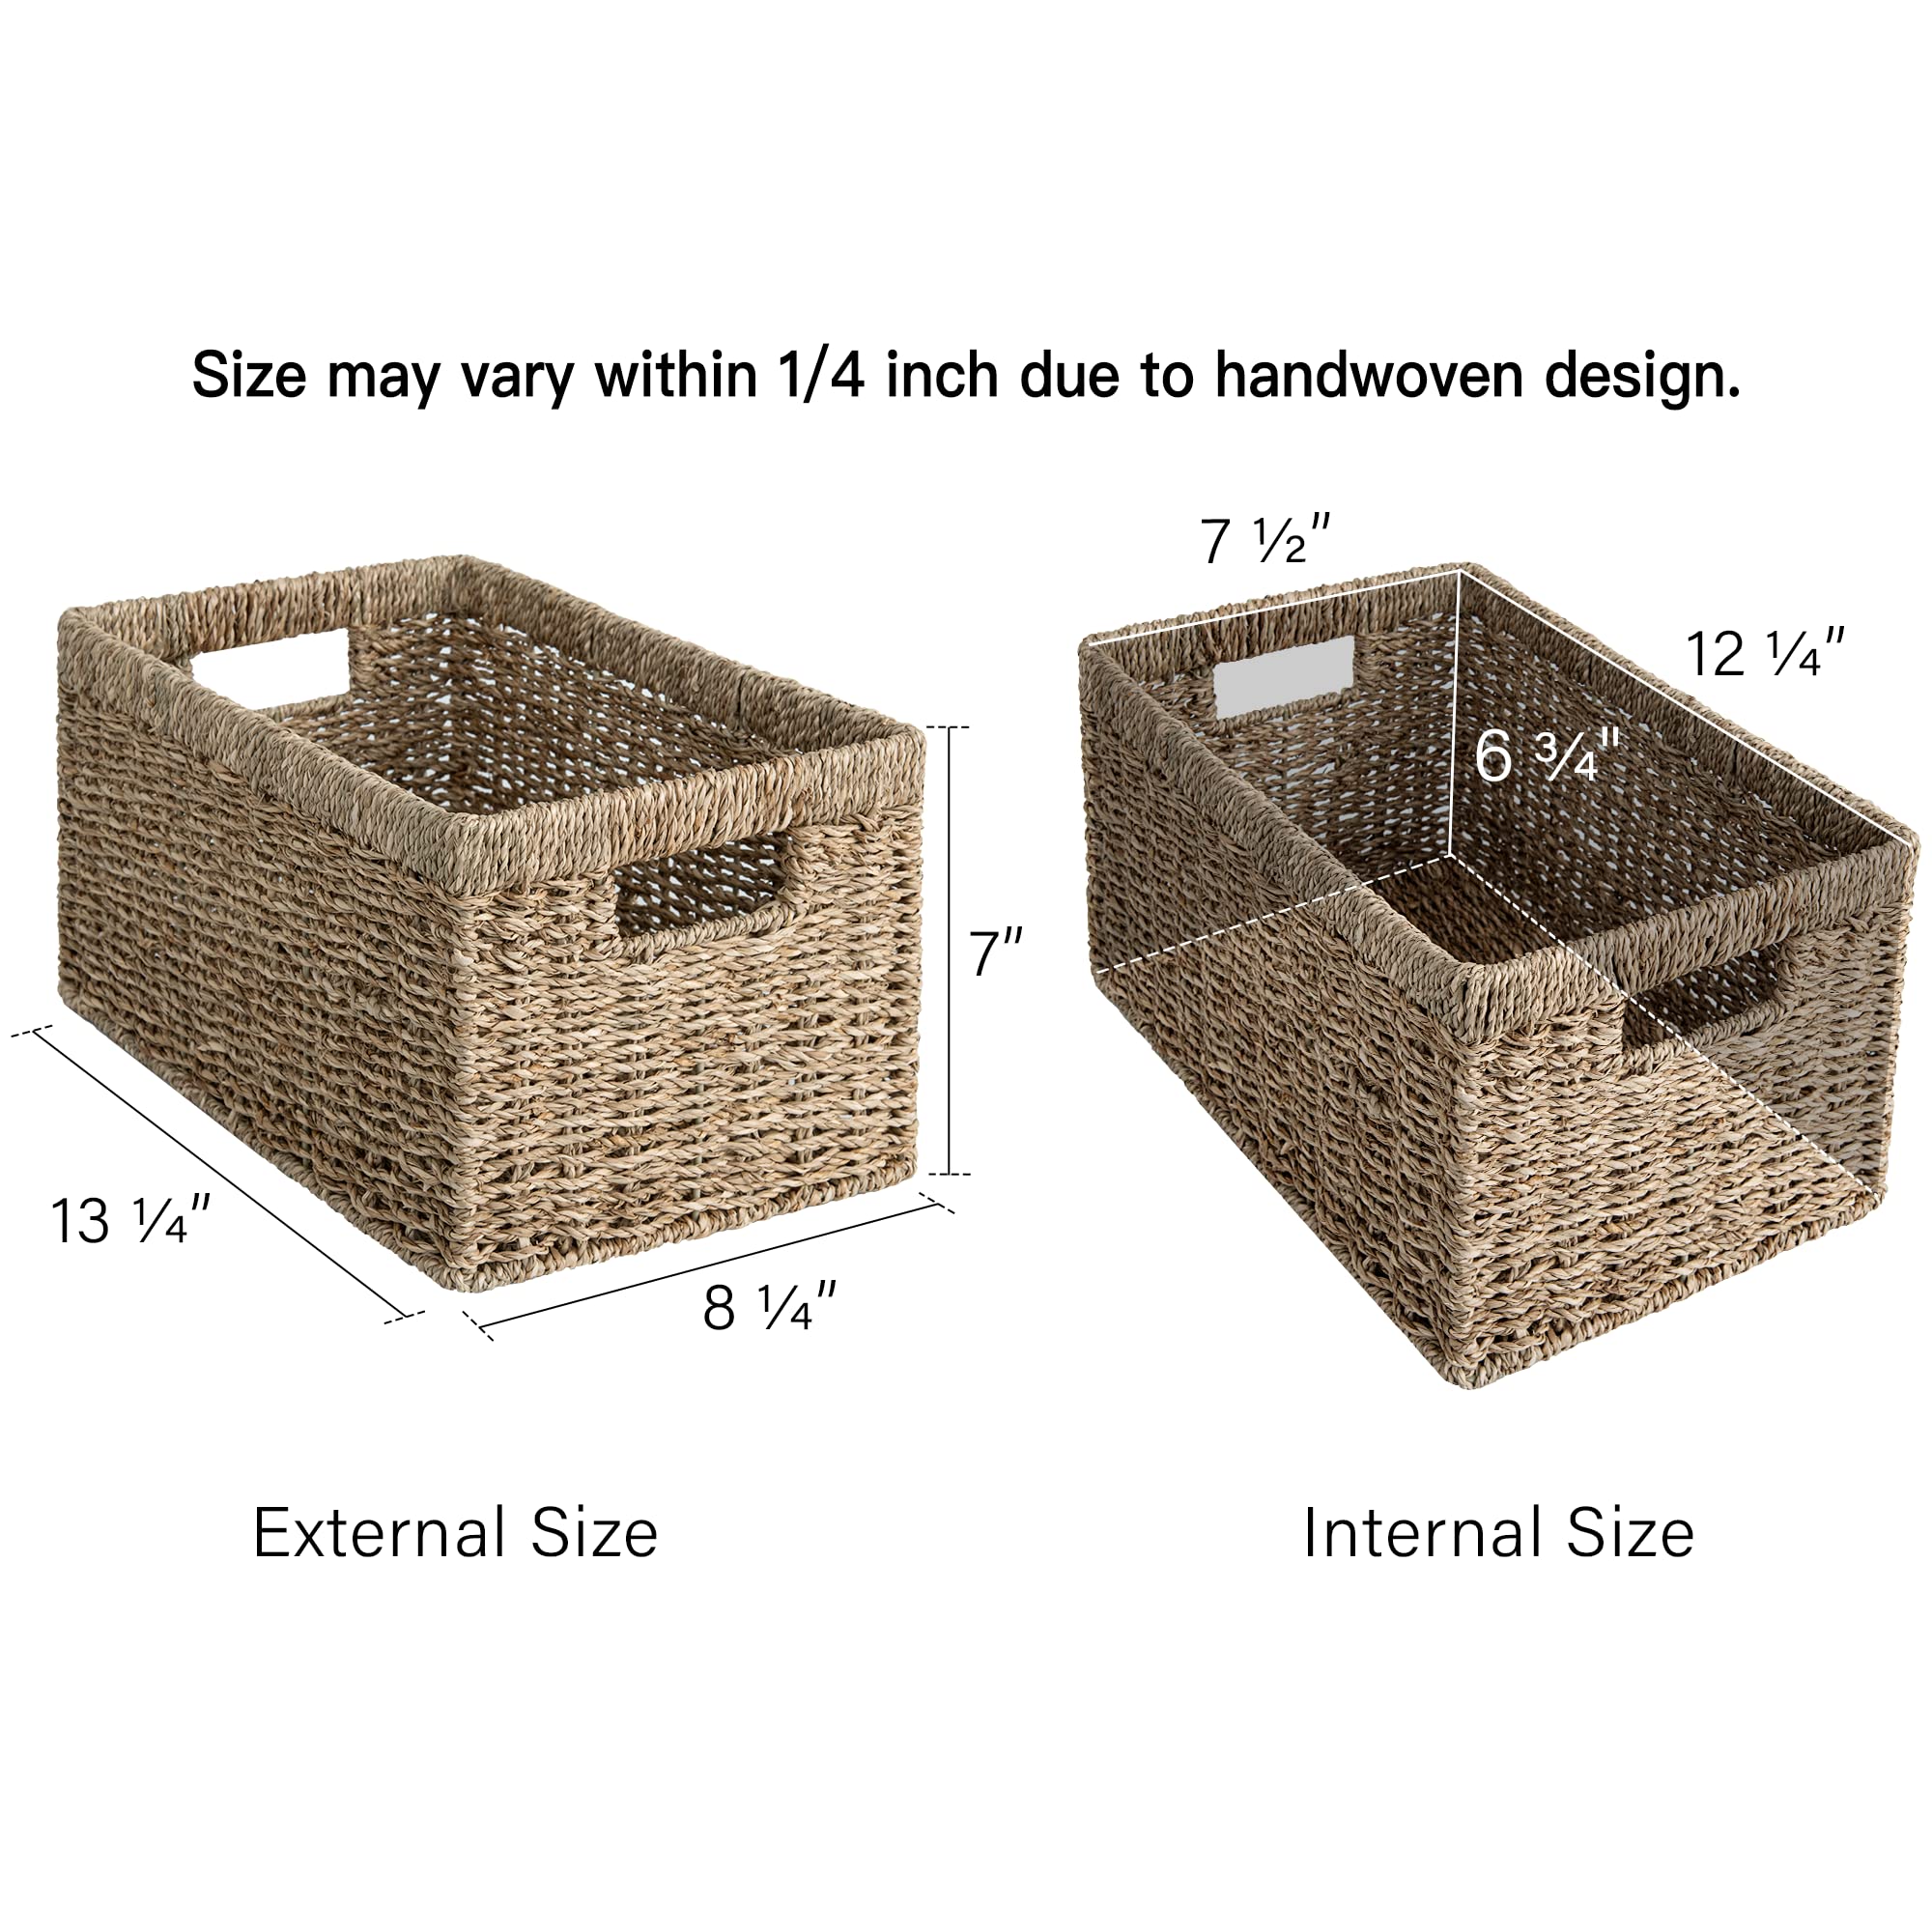 Size may vary within 1/4 inch due to handwoven design.
7 ½"
12 ¼"
6 ¾"
7"
13 ¼"
8 ¼"
External Size
Internal Size